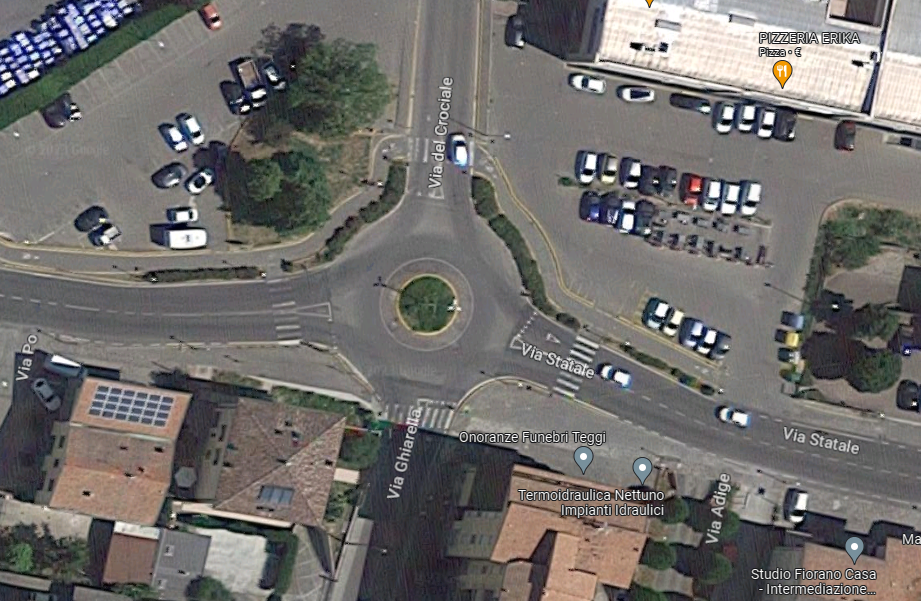 PIZZERIA ERIKA
Pizza • €
Via del Crociale
Via Po
Via Statale
Via Ghiarella
Onoranze Funebri Teggi
Via Statale
Termoidraulica Nettuno
Impianti Idraulici
Via Adige
Ma
Studio Fiorano Casa
- Intermediazione...